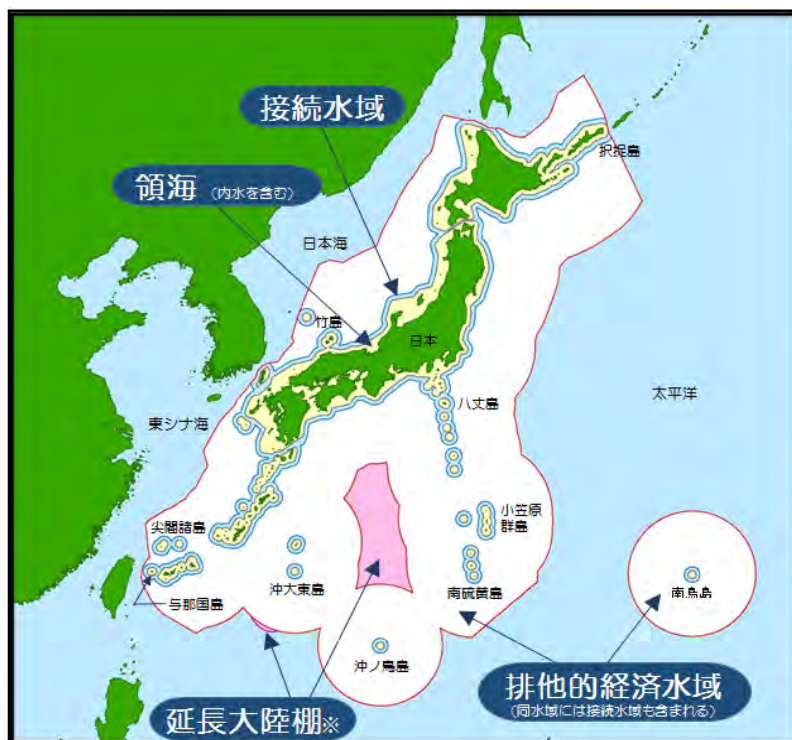 接続水域
択捉島
領海 (内水を含む)
日本海
竹島
日本
八丈島
太平洋
東シナ海
小笠原
群島
尖閣諸島
沖大東島
南硫黄島
南鳥島
与那国島
沖ノ鳥島
排他的経済水域
(同水域には接続水域も含まれる)
延長大陸棚※